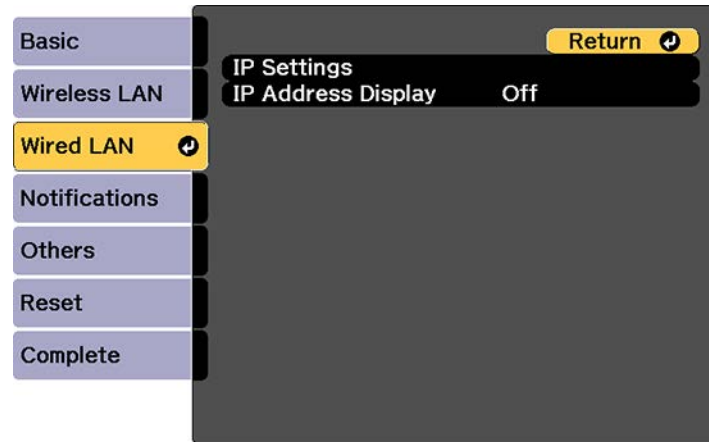 Basic
Wireless LAN
Wired LAN
Notifications
Others
Reset
Complete
Return
IP Settings
IP Address Display Off